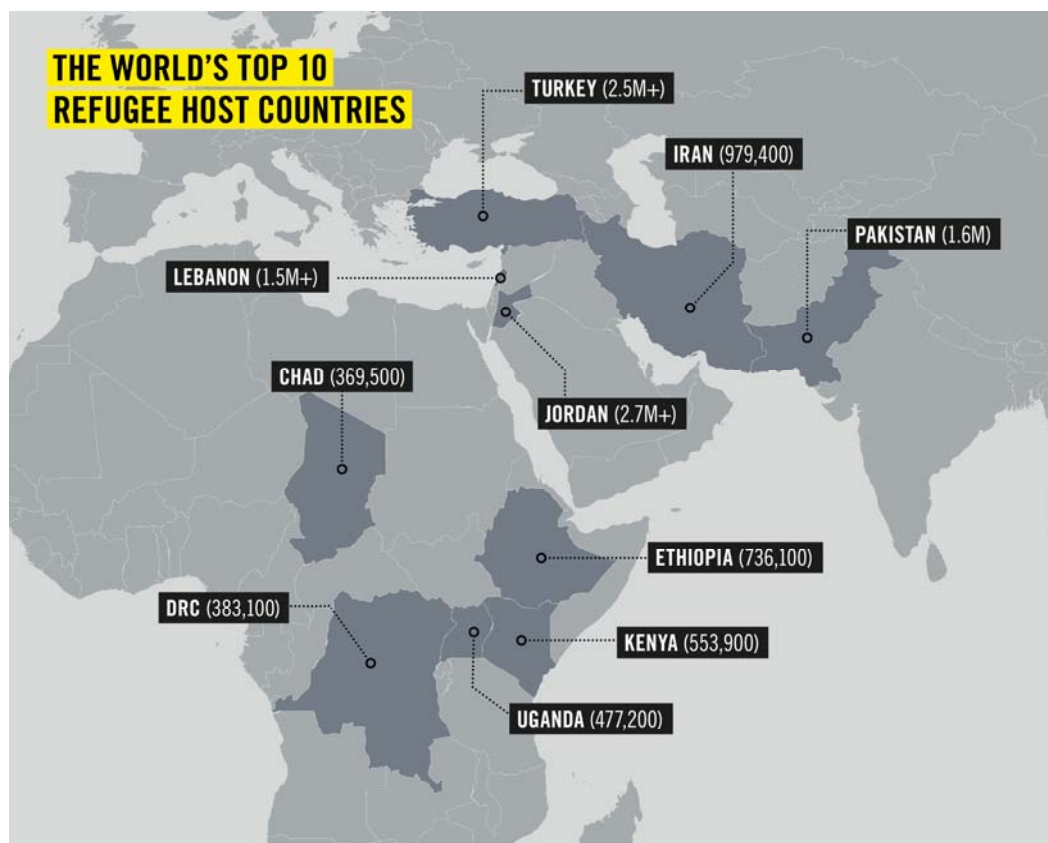 THE WORLD'S TOP 10
REFUGEE HOST COUNTRIES
TURKEY (2.5M+)
IRAN (979,400)
PAKISTAN (1.6M)
LEBANON (1.5M+)
CHAD (369,500)
JORDAN (2.7M+)
ETHIOPIA (736,100)
DRC (383,100)
KENYA (553,900)
UGANDA (477,200)